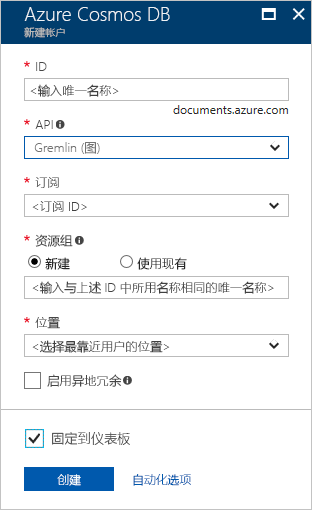 Azure Cosmos DB
新建帐户
* ID
<输入唯一名称>
documents.azure.com
* API
Gremlin (图)
* 订阅
<订阅 ID>
* 资源组
新建 使用现有
<输入与上述 ID 中所用名称相同的唯一名称>
* 位置
<选择最靠近用户的位置>
启用异地冗余
固定到仪表板
创建 自动化选项